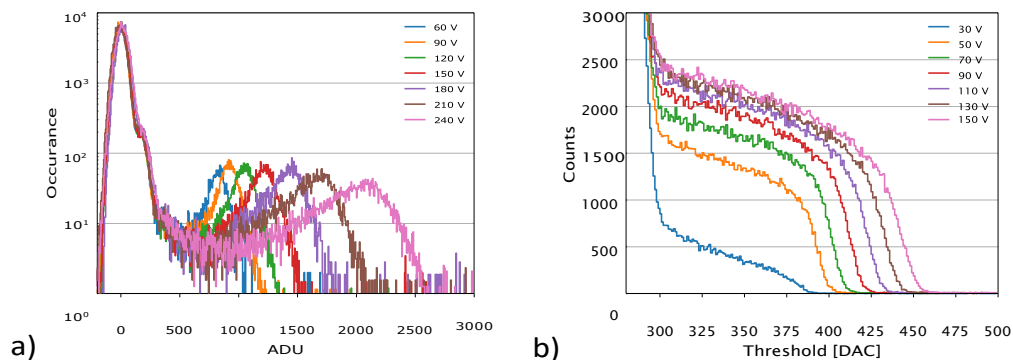 10⁴
10³
10²
10¹
10⁰
Occurance
60 V
90 V
120 V
150 V
180 V
210 V
240 V
0
500
1000
1500
2000
2500
3000
ADU
a)
3000
2500
2000
1500
1000
500
0
Counts
30 V
50 V
70 V
90 V
110 V
130 V
150 V
300
325
350
375
400
425
450
475
500
Threshold [DAC]
b)